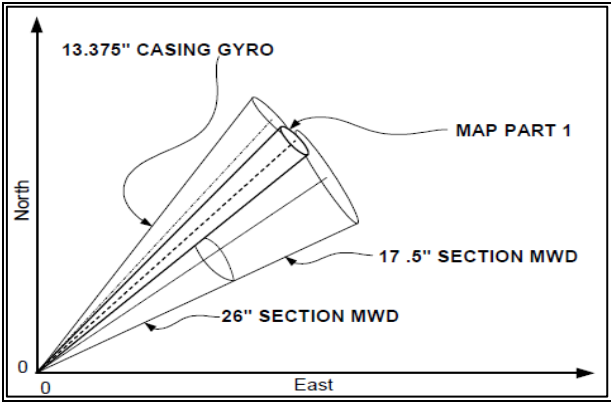 13.375" CASING GYRO
MAP PART 1
North
17 .5" SECTION MWD
26" SECTION MWD
0
0
East